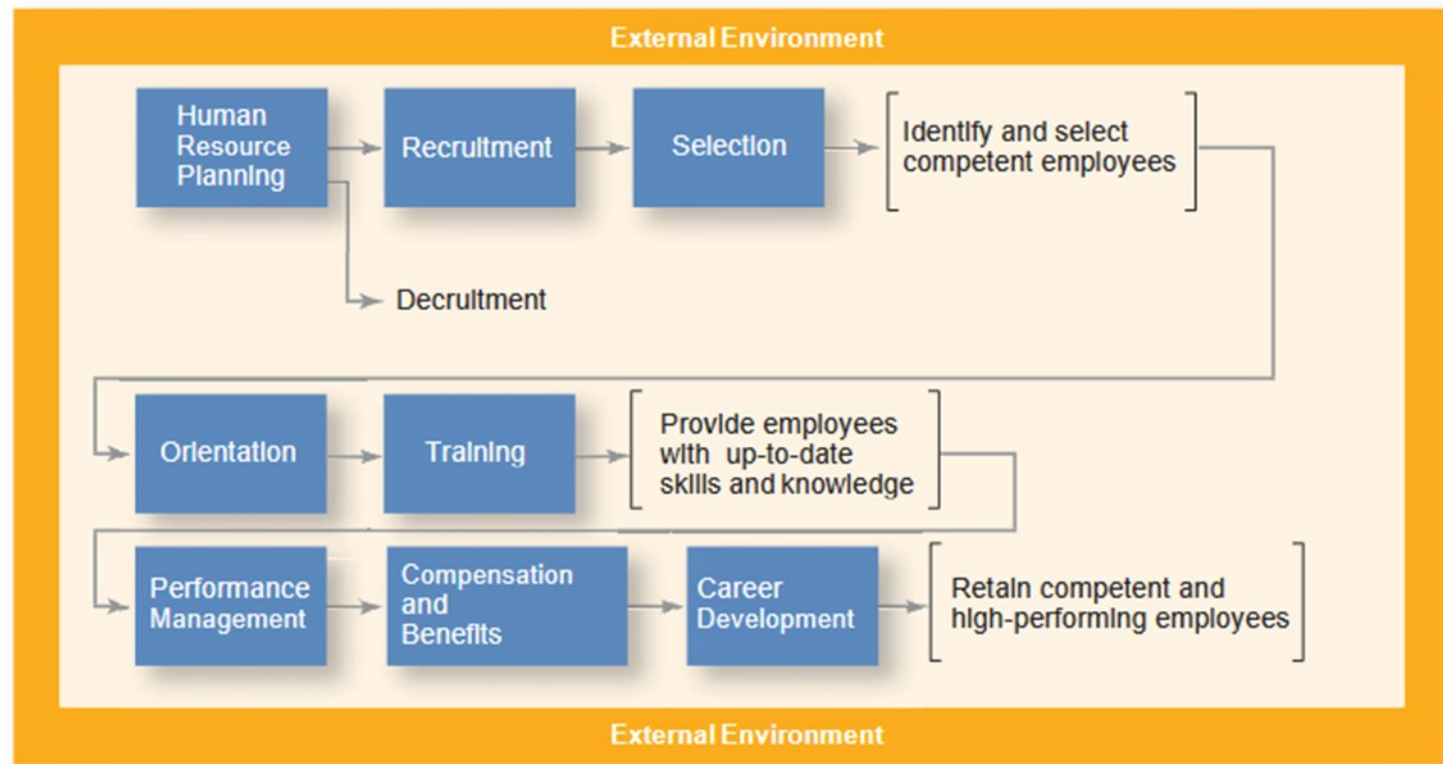 External Environment
Human
Resource
Planning
Recruitment
Selection
Identify and select
competent employees
Decruitment
Orientation
Training
Provide employees
with up-to-date
skills and knowledge
Performance
Management
Compensation
and
Benefits
Career
Development
Retain competent and
high-performing employees
External Environment